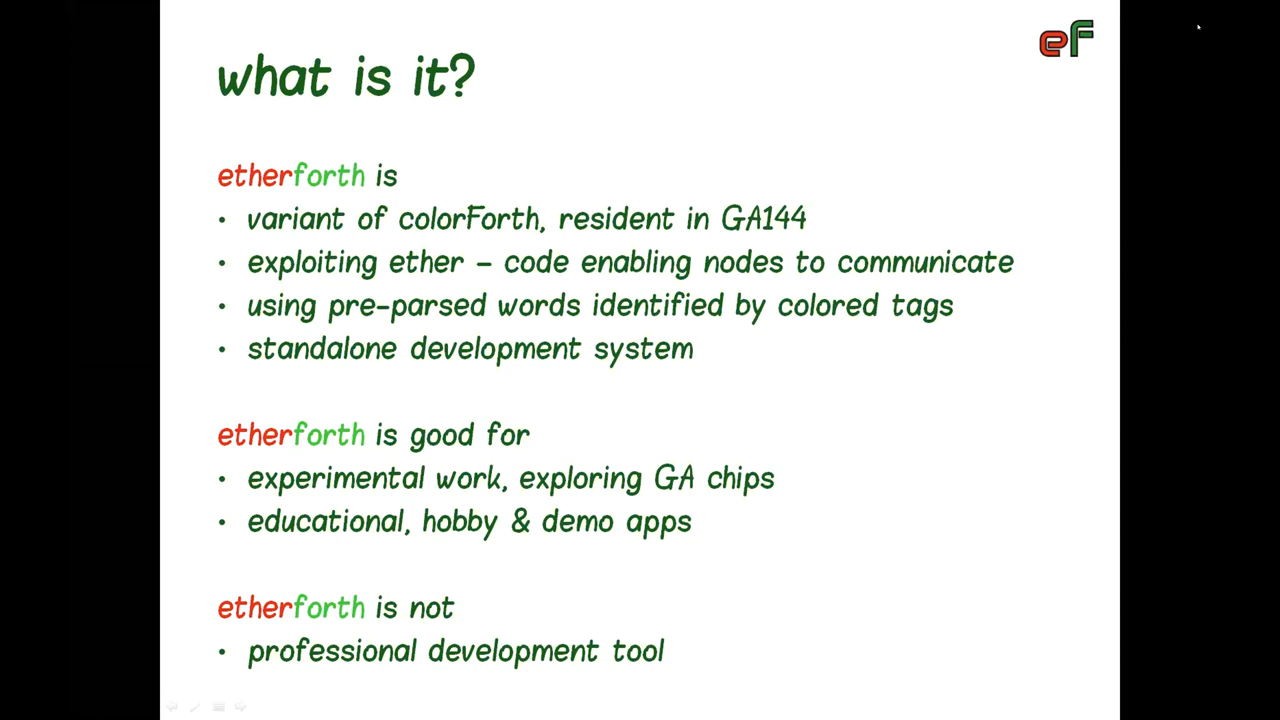 eF
what is it?
etherforth is
• variant of colorForth, resident in GA144
• exploiting ether – code enabling nodes to communicate
• using pre-parsed words identified by colored tags
• standalone development system
etherforth is good for
• experimental work, exploring GA chips
• educational, hobby & demo apps
etherforth is not
• professional development tool